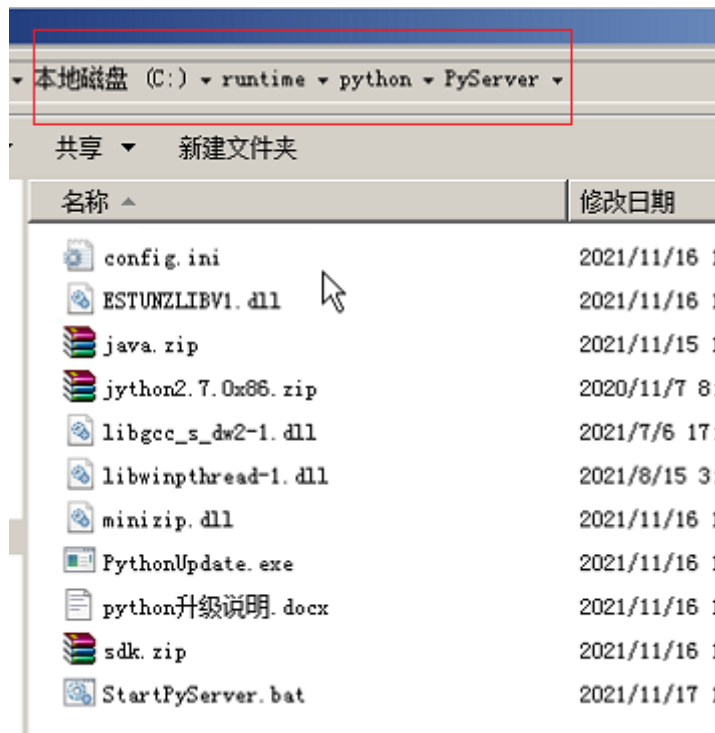 本地磁盘 (C:) runtime python PyServer
共享 新建文件夹
名称 修改日期
config.ini 2021/11/16
ESTUNZLIBV1.dll 2021/11/16
java.zip 2021/11/15
jython2.7.0x86.zip 2020/11/7 8:
libgcc_s_dw2-1.dll 2021/7/6 17:
libwinpthread-1.dll 2021/8/15 3:
minizip.dll 2021/11/16
PythonUpdate.exe 2021/11/16
python升级说明.docx 2021/11/16
sdk.zip 2021/11/16
StartPyServer.bat 2021/11/17